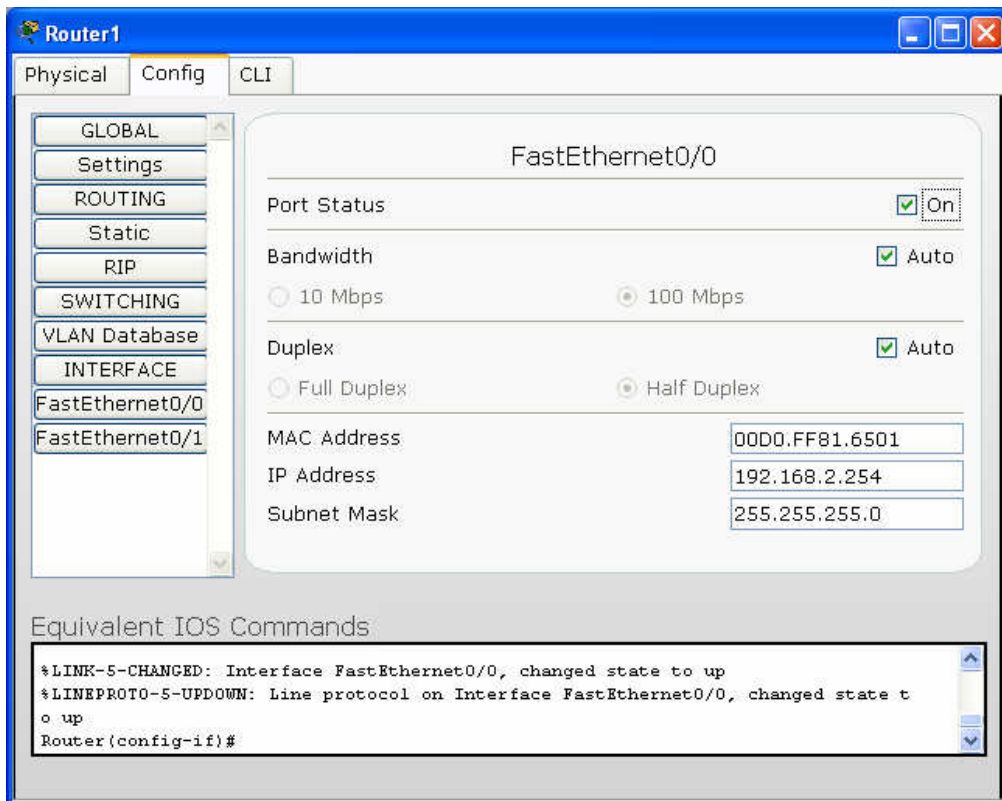 Router1
Physical
Config
CLI
GLOBAL
Settings
ROUTING
Static
RIP
SWITCHING
VLAN Database
INTERFACE
FastEthernet0/0
FastEthernet0/1
FastEthernet0/0
Port Status
On
Bandwidth
Auto
10 Mbps
100 Mbps
Duplex
Auto
Full Duplex
Half Duplex
MAC Address
00D0.FF81.6501
IP Address
192.168.2.254
Subnet Mask
255.255.255.0
Equivalent IOS Commands
%LINK-5-CHANGED: Interface FastEthernet0/0, changed state to up
%LINEPROTO-5-UPDOWN: Line protocol on Interface FastEthernet0/0, changed state t
o up
Router(config-if)#